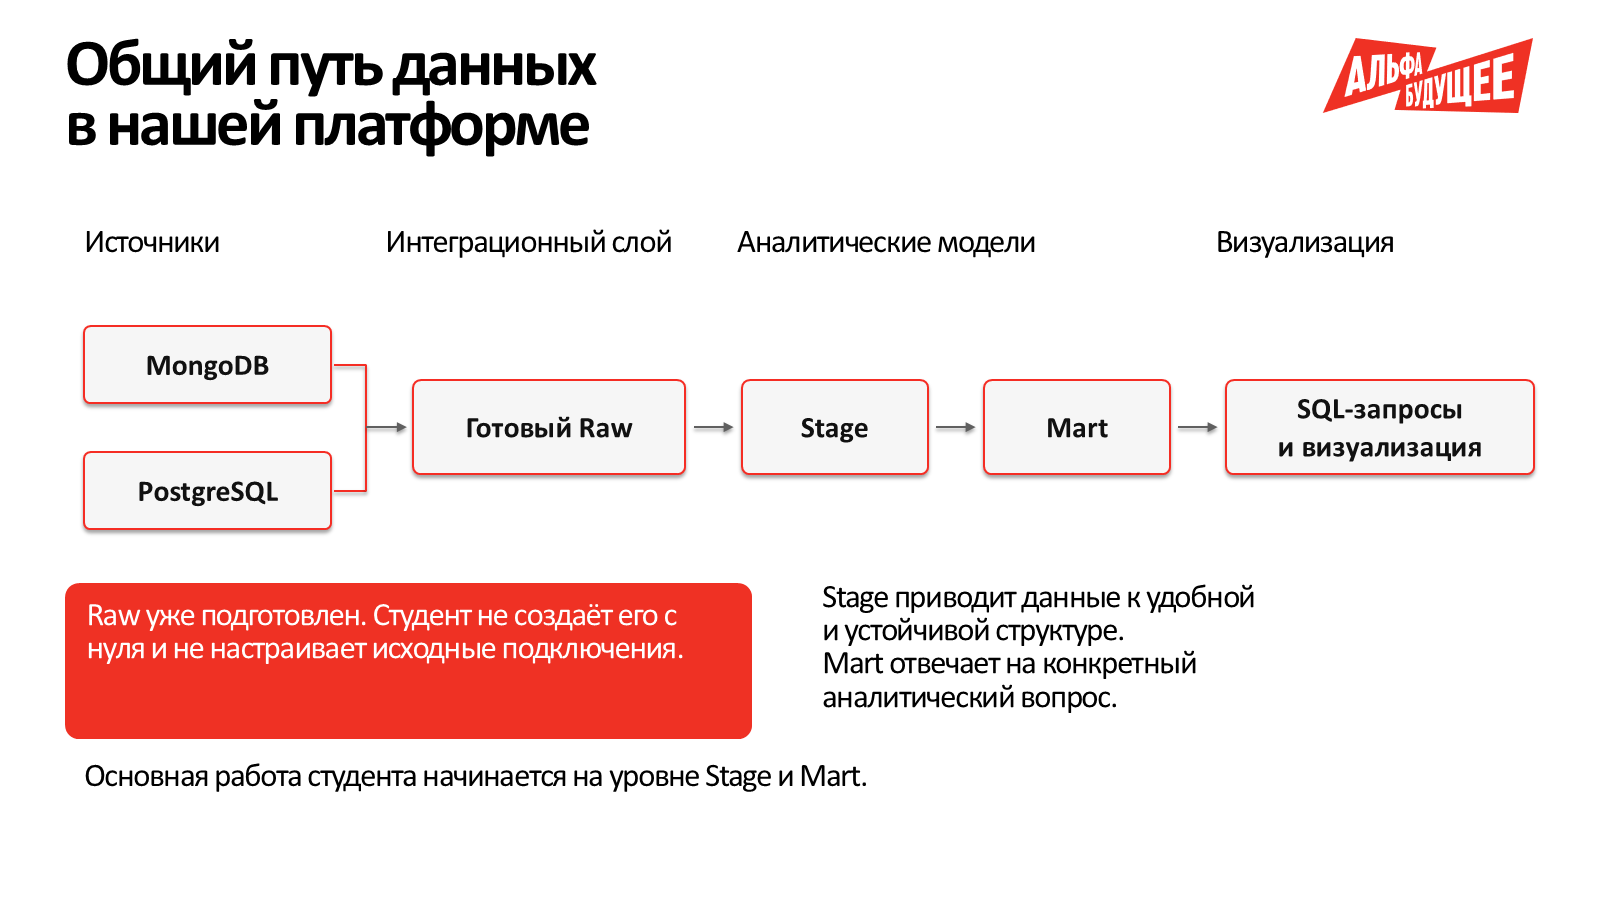 Общий путь данных
в нашей платформе
АЛЬФА
БУДУЩЕЕ
Источники
Интеграционный слой
Аналитические модели
Визуализация
MongoDB
PostgreSQL
Готовый Raw
Stage
Mart
SQL-запросы
и визуализация
Raw уже подготовлен. Студент не создаёт его с
нуля и не настраивает исходные подключения.
Stage приводит данные к удобной
и устойчивой структуре.
Mart отвечает на конкретный
аналитический вопрос.
Основная работа студента начинается на уровне Stage и Mart.